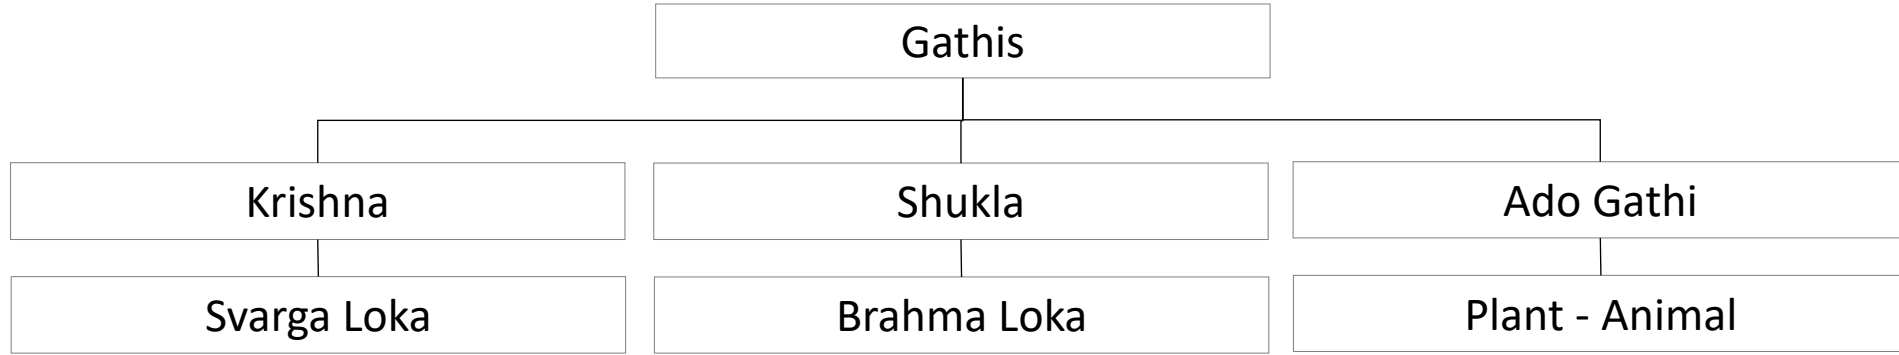 Gathis
Krishna
Shukla
Ado Gathi
Svarga Loka
Brahma Loka
Plant - Animal